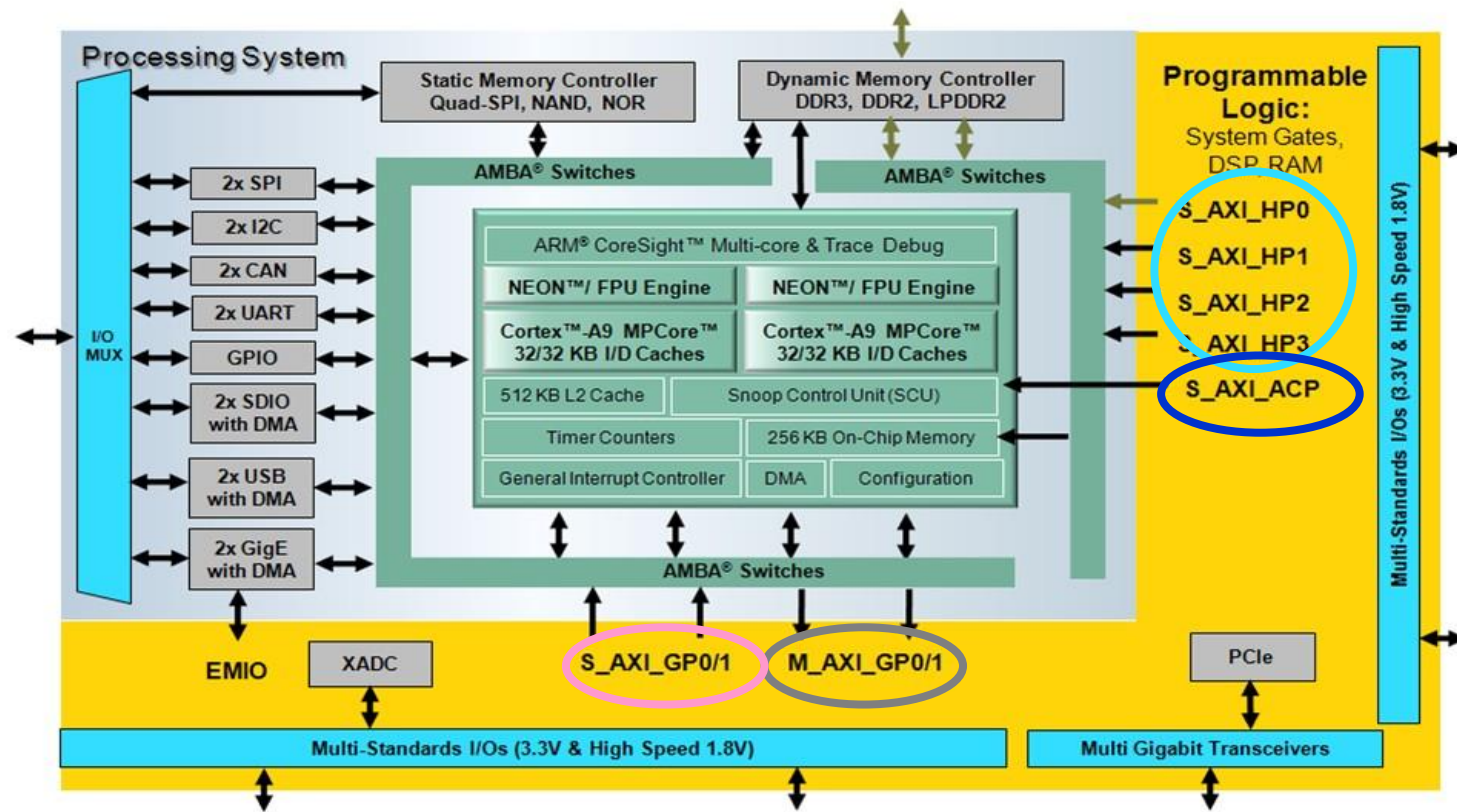 Processing System
Static Memory Controller
Quad-SPI, NAND, NOR
Dynamic Memory Controller
DDR3, DDR2, LPDDR2
Programmable
Logic:
System Gates,
DSP, RAM
AMBA® Switches
AMBA® Switches
I/O
MUX
2x SPI
2x I2C
2x CAN
2x UART
GPIO
2x SDIO
with DMA
2x USB
with DMA
2x GigE
with DMA
ARM® CoreSight™ Multi-core & Trace Debug
NEON™/ FPU Engine
NEON™/ FPU Engine
Cortex™-A9 MPCore™
32/32 KB I/D Caches
Cortex™-A9 MPCore™
32/32 KB I/D Caches
512 KB L2 Cache
Snoop Control Unit (SCU)
Timer Counters
256 KB On-Chip Memory
General Interrupt Controller
DMA
Configuration
AMBA® Switches
S_AXI_HP0
S_AXI_HP1
S_AXI_HP2
S_AXI_HP3
S_AXI_ACP
Multi-Standards I/Os (3.3V & High Speed 1.8V)
EMIO
XADC
S_AXI_GP0/1
M_AXI_GP0/1
PCIe
Multi-Standards I/Os (3.3V & High Speed 1.8V)
Multi Gigabit Transceivers